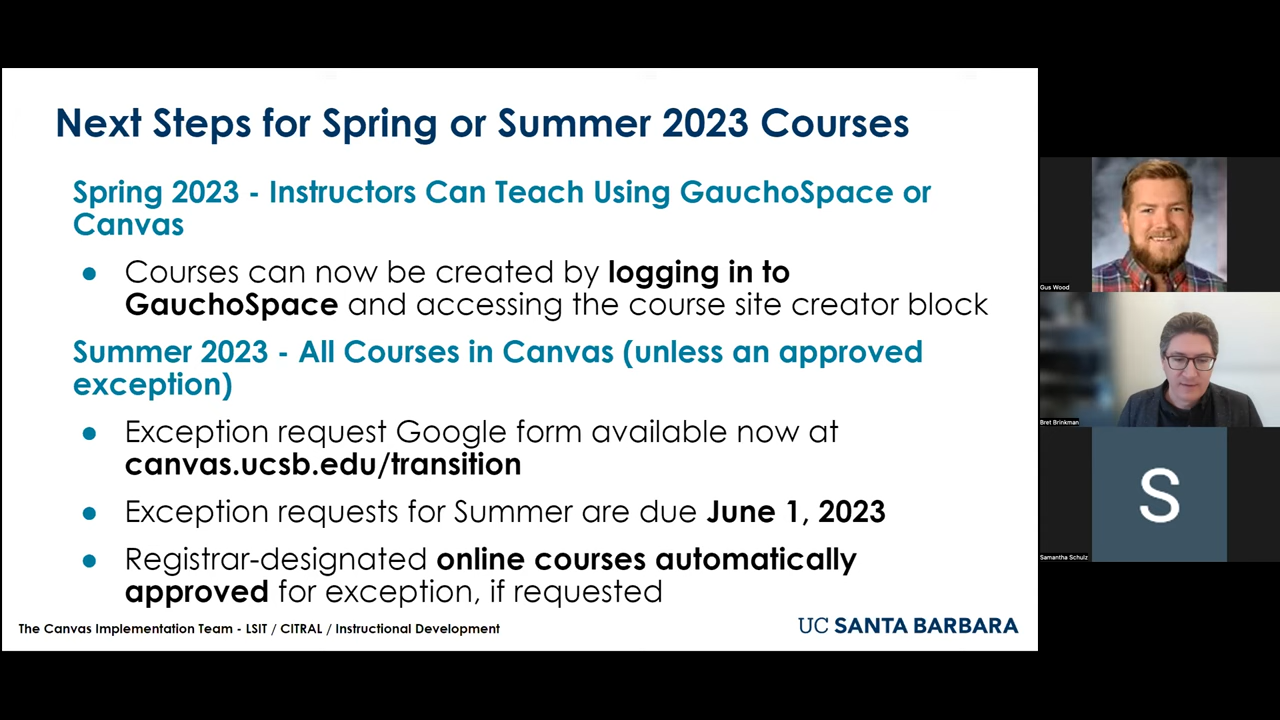 Next Steps for Spring or Summer 2023 Courses
Spring 2023 - Instructors Can Teach Using GauchoSpace or
Canvas
● Courses can now be created by logging in to
GauchoSpace and accessing the course site creator block
Summer 2023 - All Courses in Canvas (unless an approved
exception)
● Exception request Google form available now at
canvas.ucsb.edu/transition
● Exception requests for Summer are due June 1, 2023
● Registrar-designated online courses automatically
approved for exception, if requested
The Canvas Implementation Team - LSIT / CITRAL / Instructional Development
UC SANTA BARBARA
Gus Wood
Bret Brinkman
S
Samantha Schulz